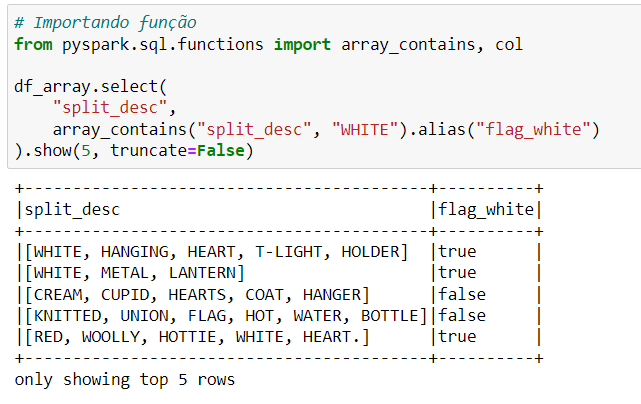 # Importando função
from pyspark.sql.functions import array_contains, col

df_array.select(
    "split_desc",
    array_contains("split_desc", "WHITE").alias("flag_white")
).show(5, truncate=False)

+------------------------------------------+----------+
|split_desc                                |flag_white|
+------------------------------------------+----------+
|[WHITE, HANGING, HEART, T-LIGHT, HOLDER]  |true      |
|[WHITE, METAL, LANTERN]                   |true      |
|[CREAM, CUPID, HEARTS, COAT, HANGER]      |false     |
|[KNITTED, UNION, FLAG, HOT, WATER, BOTTLE]|false     |
|[RED, WOOLLY, HOTTIE, WHITE, HEART.]      |true      |
+------------------------------------------+----------+
only showing top 5 rows